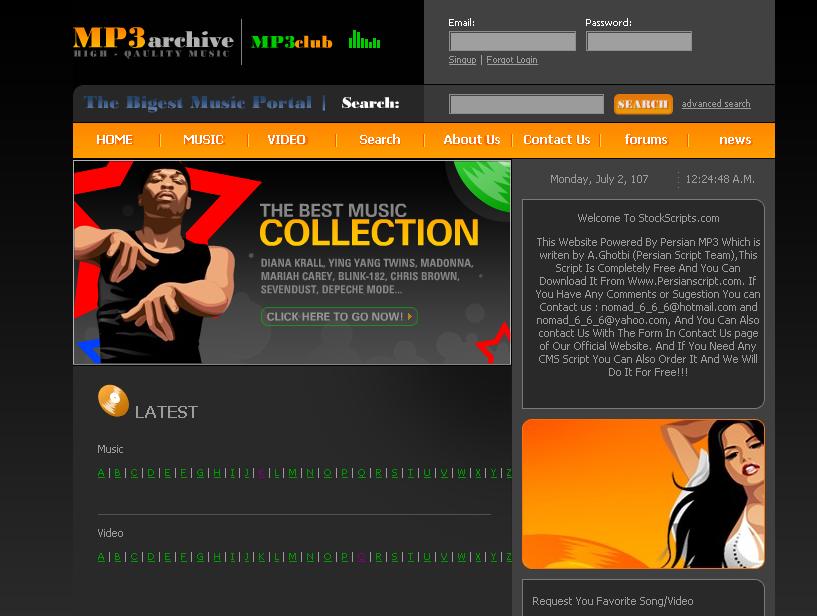 MP3archive MP3club
HIGH - QAULITY MUSIC
Email: Password:
Singup | Forgot Login
The Bigest Music Portal | Search:
SEARCH advanced search
HOME MUSIC VIDEO Search About Us Contact Us forums news
THE BEST MUSIC
COLLECTION
DIANA KRALL, YING YANG TWINS, MADONNA,
MARIAH CAREY, BLINK-182, CHRIS BROWN,
SEVENDUST, DEPECHE MODE...
CLICK HERE TO GO NOW!
Monday, July 2, 107 12:24:48 A.M.
Welcome To StockScripts.com
This Website Powered By Persian MP3 Which is
writen by A.Ghotbi (Persian Script Team),This
Script Is Completely Free And You Can
Download It From Www.Persianscript.com. If
You Have Any Comments or Sugestion You can
Contact us : nomad_6_6_6@hotmail.com and
nomad_6_6_6@yahoo.com, And You Can Also
contact Us With The Form In Contact Us page
of Our Official Website. And If You Need Any
CMS Script You Can Also Order It And We Will
Do It For Free!!!
LATEST
Music
A | B | C | D | E | F | G | H | I | J | K | L | M | N | O | P | Q | R | S | T | U | V | W | X | Y | Z
Video
A | B | C | D | E | F | G | H | I | J | K | L | M | N | O | P | Q | R | S | T | U | V | W | X | Y | Z
Request You Favorite Song/Video